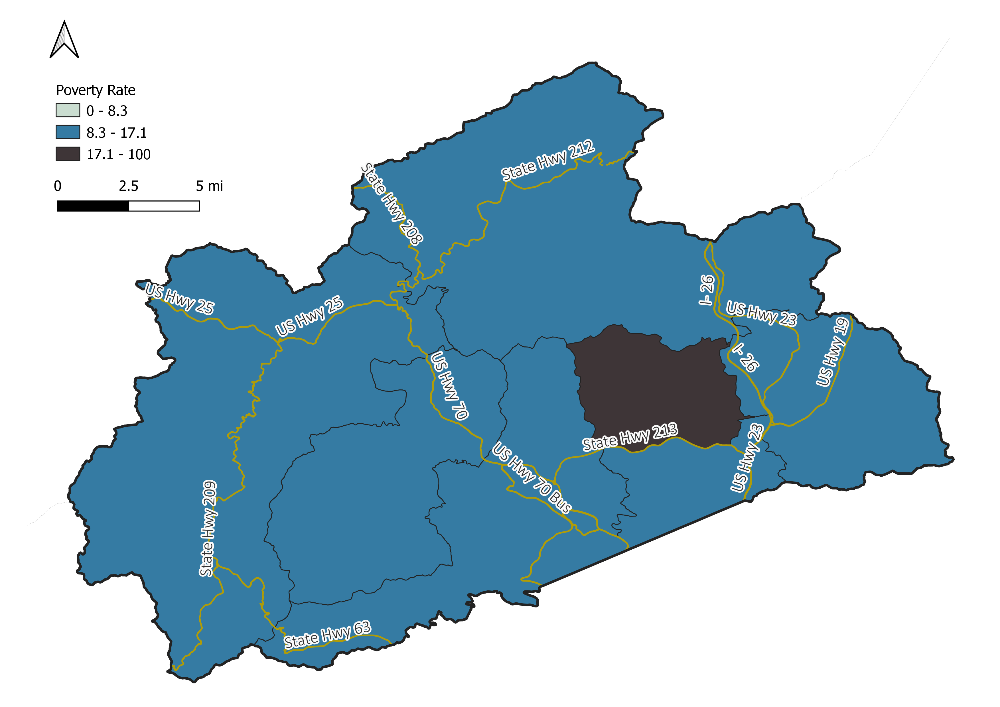 Poverty Rate
0 - 8.3
8.3 - 17.1
17.1 - 100
0 2.5 5 mi
State Hwy 212
State Hwy 208
US Hwy 25
US Hwy 25
I- 26
US Hwy 23
US Hwy 19
I- 26
US Hwy 70
State Hwy 213
US Hwy 23
US Hwy 70 Bus
State Hwy 209
State Hwy 63